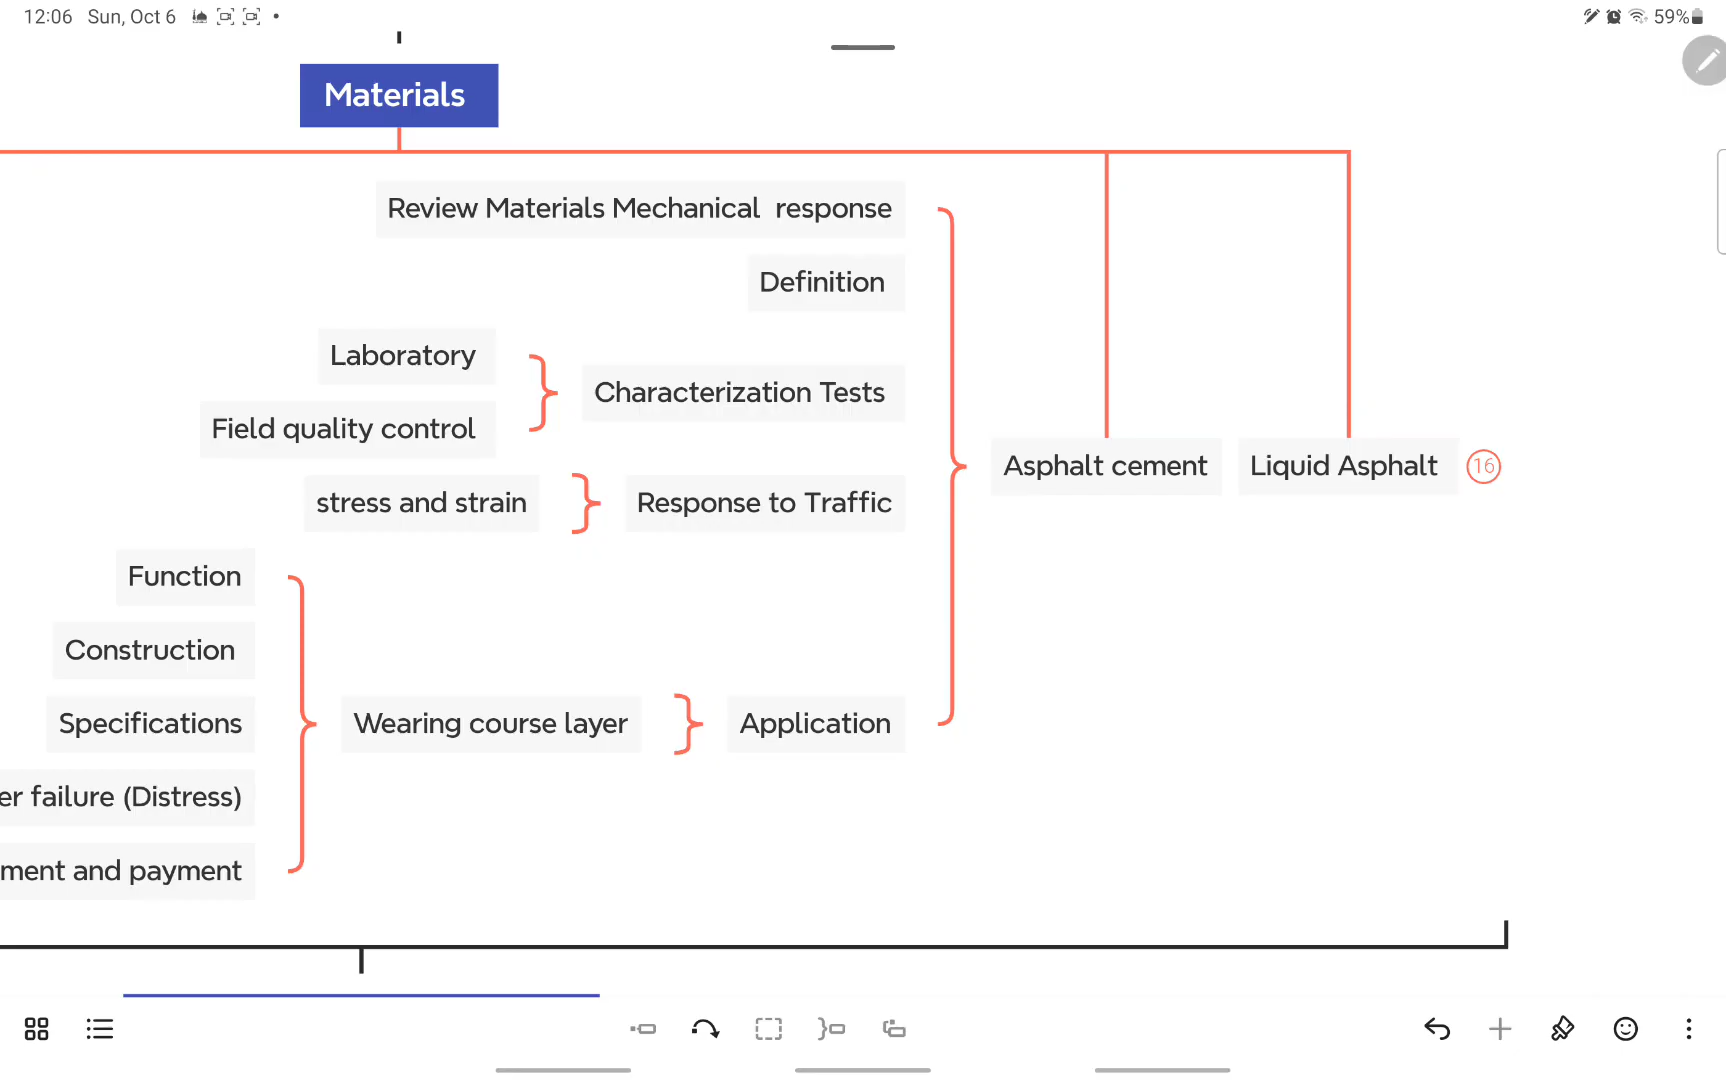 12:06 Sun, Oct 6
59%
Materials
Review Materials Mechanical response
Definition
Laboratory
Characterization Tests
Field quality control
Asphalt cement
Liquid Asphalt
16
stress and strain
Response to Traffic
Function
Construction
Specifications
Wearing course layer
Application
er failure (Distress)
ment and payment